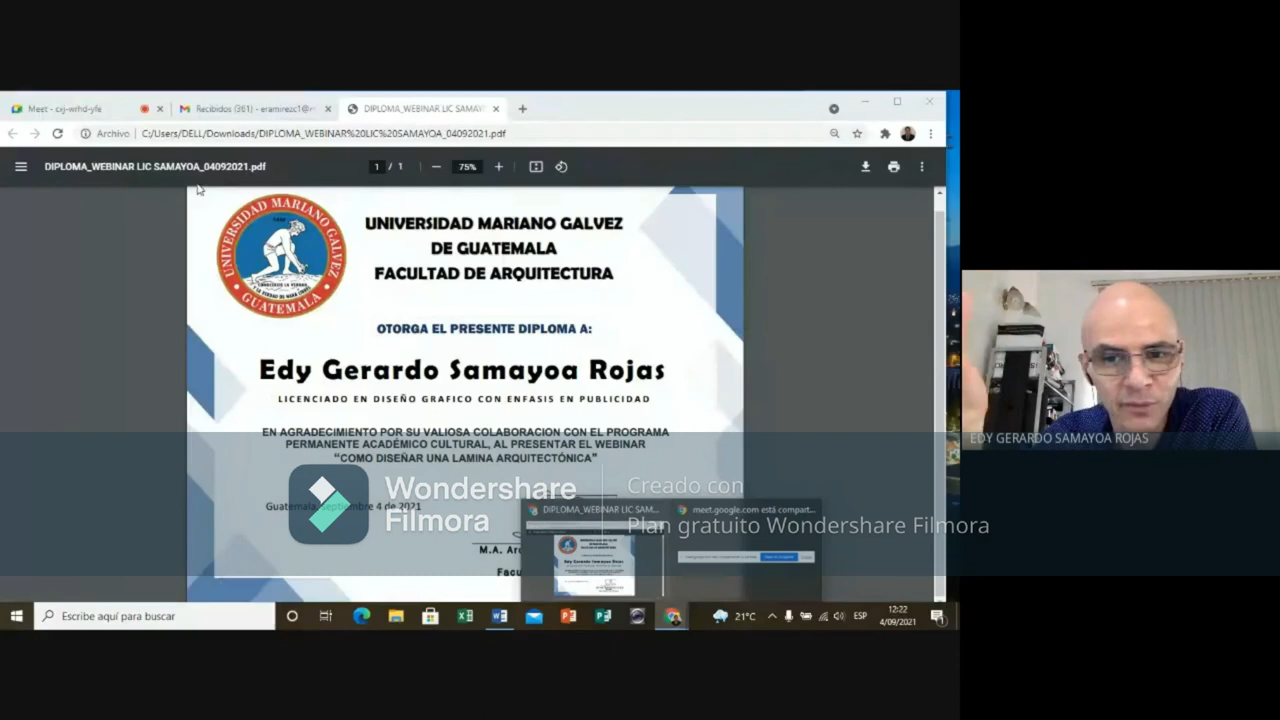 Meet - cxj-wrhd-yfe
Recibidos (361) - eramirezc1@
DIPLOMA_WEBINAR LIC SAMAY
Archivo
C:/Users/DELL/Downloads/DIPLOMA_WEBINAR%20LIC%20SAMAYOA_04092021.pdf
DIPLOMA_WEBINAR LIC SAMAYOA_04092021.pdf
1 / 1
75%
UNIVERSIDAD MARIANO GALVEZ
GUATEMALA
UNIVERSIDAD MARIANO GALVEZ
DE GUATEMALA
FACULTAD DE ARQUITECTURA
OTORGA EL PRESENTE DIPLOMA A:
Edy Gerardo Samayoa Rojas
LICENCIADO EN DISEÑO GRAFICO CON ENFASIS EN PUBLICIDAD
EN AGRADECIMIENTO POR SU VALIOSA COLABORACION CON EL PROGRAMA
PERMANENTE ACADÉMICO CULTURAL, AL PRESENTAR EL WEBINAR
"COMO DISEÑAR UNA LAMINA ARQUITECTÓNICA"
Guatemala, septiembre 4 de 2021
M.A. Arq
Facu
EDY GERARDO SAMAYOA ROJAS
Wondershare
Filmora
Creado con
Plan gratuito Wondershare Filmora
DIPLOMA_WEBINAR LIC SAM...
meet.google.com está compart...
Edy Gerardo Samayoa Rojas
Escribe aquí para buscar
21°C
ESP
12:22
4/09/2021